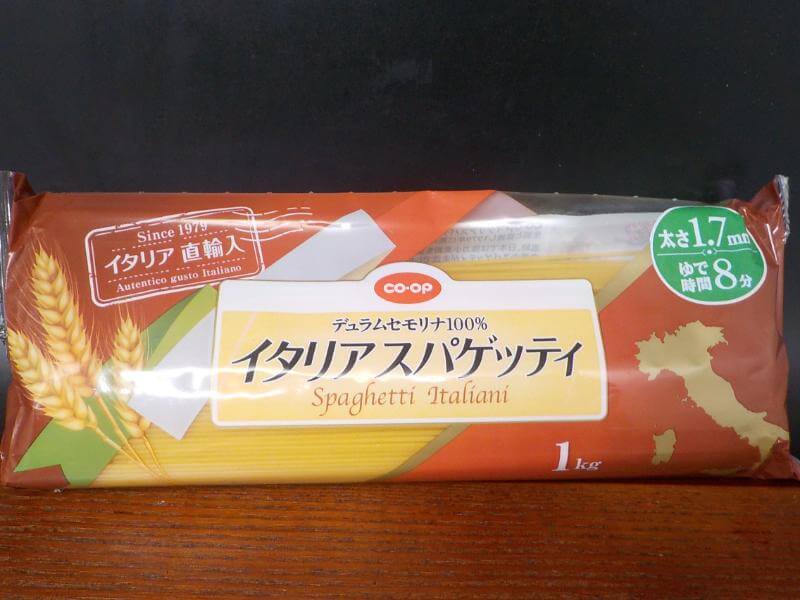 Since 1979
イタリア 直輸入
Autentico gusto Italiano
CO·OP
デュラムセモリナ100%
イタリアスパゲッティ
Spaghetti Italiani
1kg
太さ1.7mm
ゆで時間8分